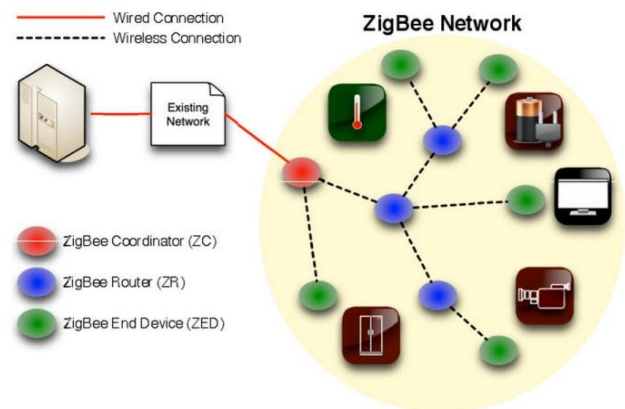 Wired Connection
Wireless Connection
ZigBee Network
Existing
Network
ZigBee Coordinator (ZC)
ZigBee Router (ZR)
ZigBee End Device (ZED)